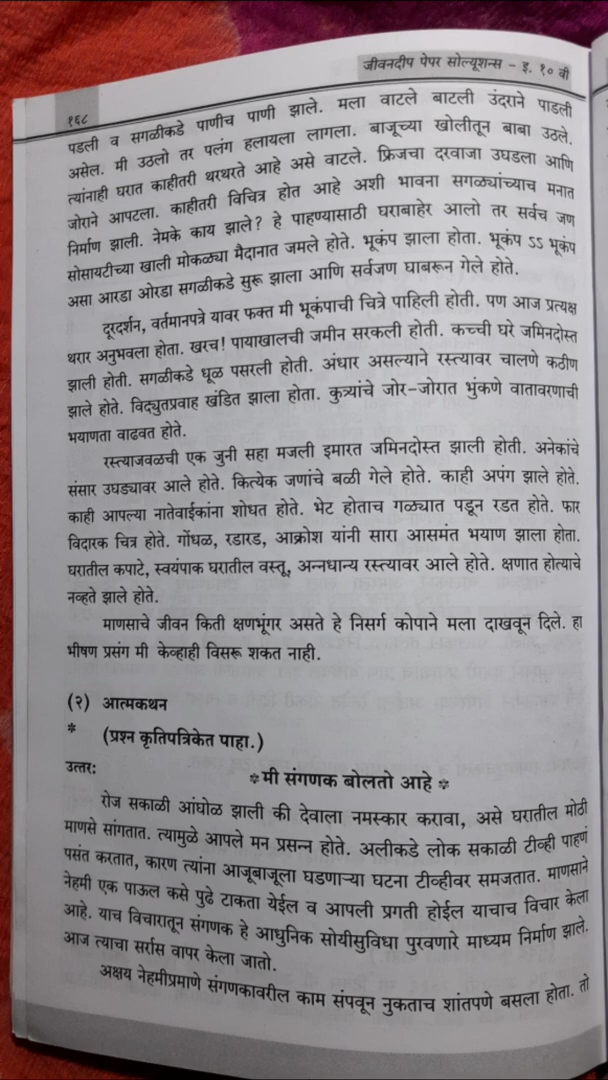 जीवनदीप पेपर सोल्यूशन्स - इ. १० वी
१६८
पडली व सगळीकडे पाणीच पाणी झाले. मला वाटले बाटली उंदराने पाडली
असेल. मी उठलो तर पलंग हलायला लागला. बाजूच्या खोलीतून बाबा उठले.
त्यांनाही घरात काहीतरी थरथरते आहे असे वाटले. फ्रिजचा दरवाजा उघडला आणि
जोराने आपटला. काहीतरी विचित्र होत आहे अशी भावना सगळ्यांच्याच मनात
निर्माण झाली. नेमके काय झाले? हे पाहण्यासाठी घराबाहेर आलो तर सर्वच जण
सोसायटीच्या खाली मोकळ्या मैदानात जमले होते. भूकंप झाला होता. भूकंप ऽऽ भूकंप
असा आरडा ओरडा सगळीकडे सुरू झाला आणि सर्वजण घाबरून गेले होते.
दूरदर्शन, वर्तमानपत्रे यावर फक्त मी भूकंपाची चित्रे पाहिली होती. पण आज प्रत्यक्ष
थरार अनुभवला होता. खरच! पायाखालची जमीन सरकली होती. कच्ची घरे जमिनदोस्त
झाली होती. सगळीकडे धूळ पसरली होती. अंधार असल्याने रस्त्यावर चालणे कठीण
झाले होते. विद्युतप्रवाह खंडित झाला होता. कुत्र्यांचे जोर-जोरात भुंकणे वातावरणाची
भयाणता वाढवत होते.
रस्त्याजवळची एक जुनी सहा मजली इमारत जमिनदोस्त झाली होती. अनेकांचे
संसार उघड्यावर आले होते. कित्येक जणांचे बळी गेले होते. काही अपंग झाले होते.
काही आपल्या नातेवाईकांना शोधत होते. भेट होताच गळ्यात पडून रडत होते. फार
विदारक चित्र होते. गोंधळ, रडारड, आक्रोश यांनी सारा आसमंत भयाण झाला होता.
घरातील कपाटे, स्वयंपाक घरातील वस्तू, अन्नधान्य रस्त्यावर आले होते. क्षणात होत्याचे
नव्हते झाले होते.
माणसाचे जीवन किती क्षणभूंगर असते हे निसर्ग कोपाने मला दाखवून दिले. हा
भीषण प्रसंग मी केव्हाही विसरू शकत नाही.
(२) आत्मकथन
* (प्रश्न कृतिपत्रिकेत पाहा.)
उत्तर:
* मी संगणक बोलतो आहे *
रोज सकाळी आंघोळ झाली की देवाला नमस्कार करावा, असे घरातील मोठी
माणसे सांगतात. त्यामुळे आपले मन प्रसन्न होते. अलीकडे लोक सकाळी टीव्ही पाहणं
पसंत करतात, कारण त्यांना आजूबाजूला घडणाऱ्या घटना टीव्हीवर समजतात. माणसाने
नेहमी एक पाऊल कसे पुढे टाकता येईल व आपली प्रगती होईल याचाच विचार केला
आहे. याच विचारातून संगणक हे आधुनिक सोयीसुविधा पुरवणारे माध्यम निर्माण झाले.
आज त्याचा सर्रास वापर केला जातो.
अक्षय नेहमीप्रमाणे संगणकावरील काम संपवून नुकताच शांतपणे बसला होता. तो